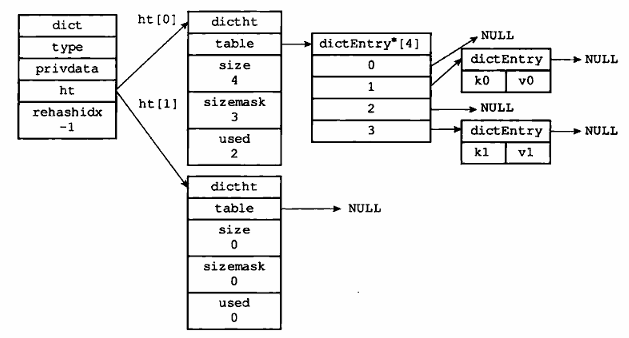 dict
type
privdata
ht
rehashidx
-1
ht[0]
ht[1]
dictht
table
size
4
sizemask
3
used
2
dictEntry*[4]
0
1
2
3
NULL
dictEntry
k0 v0
NULL
NULL
dictEntry
k1 v1
NULL
dictht
table
NULL
size
0
sizemask
0
used
0